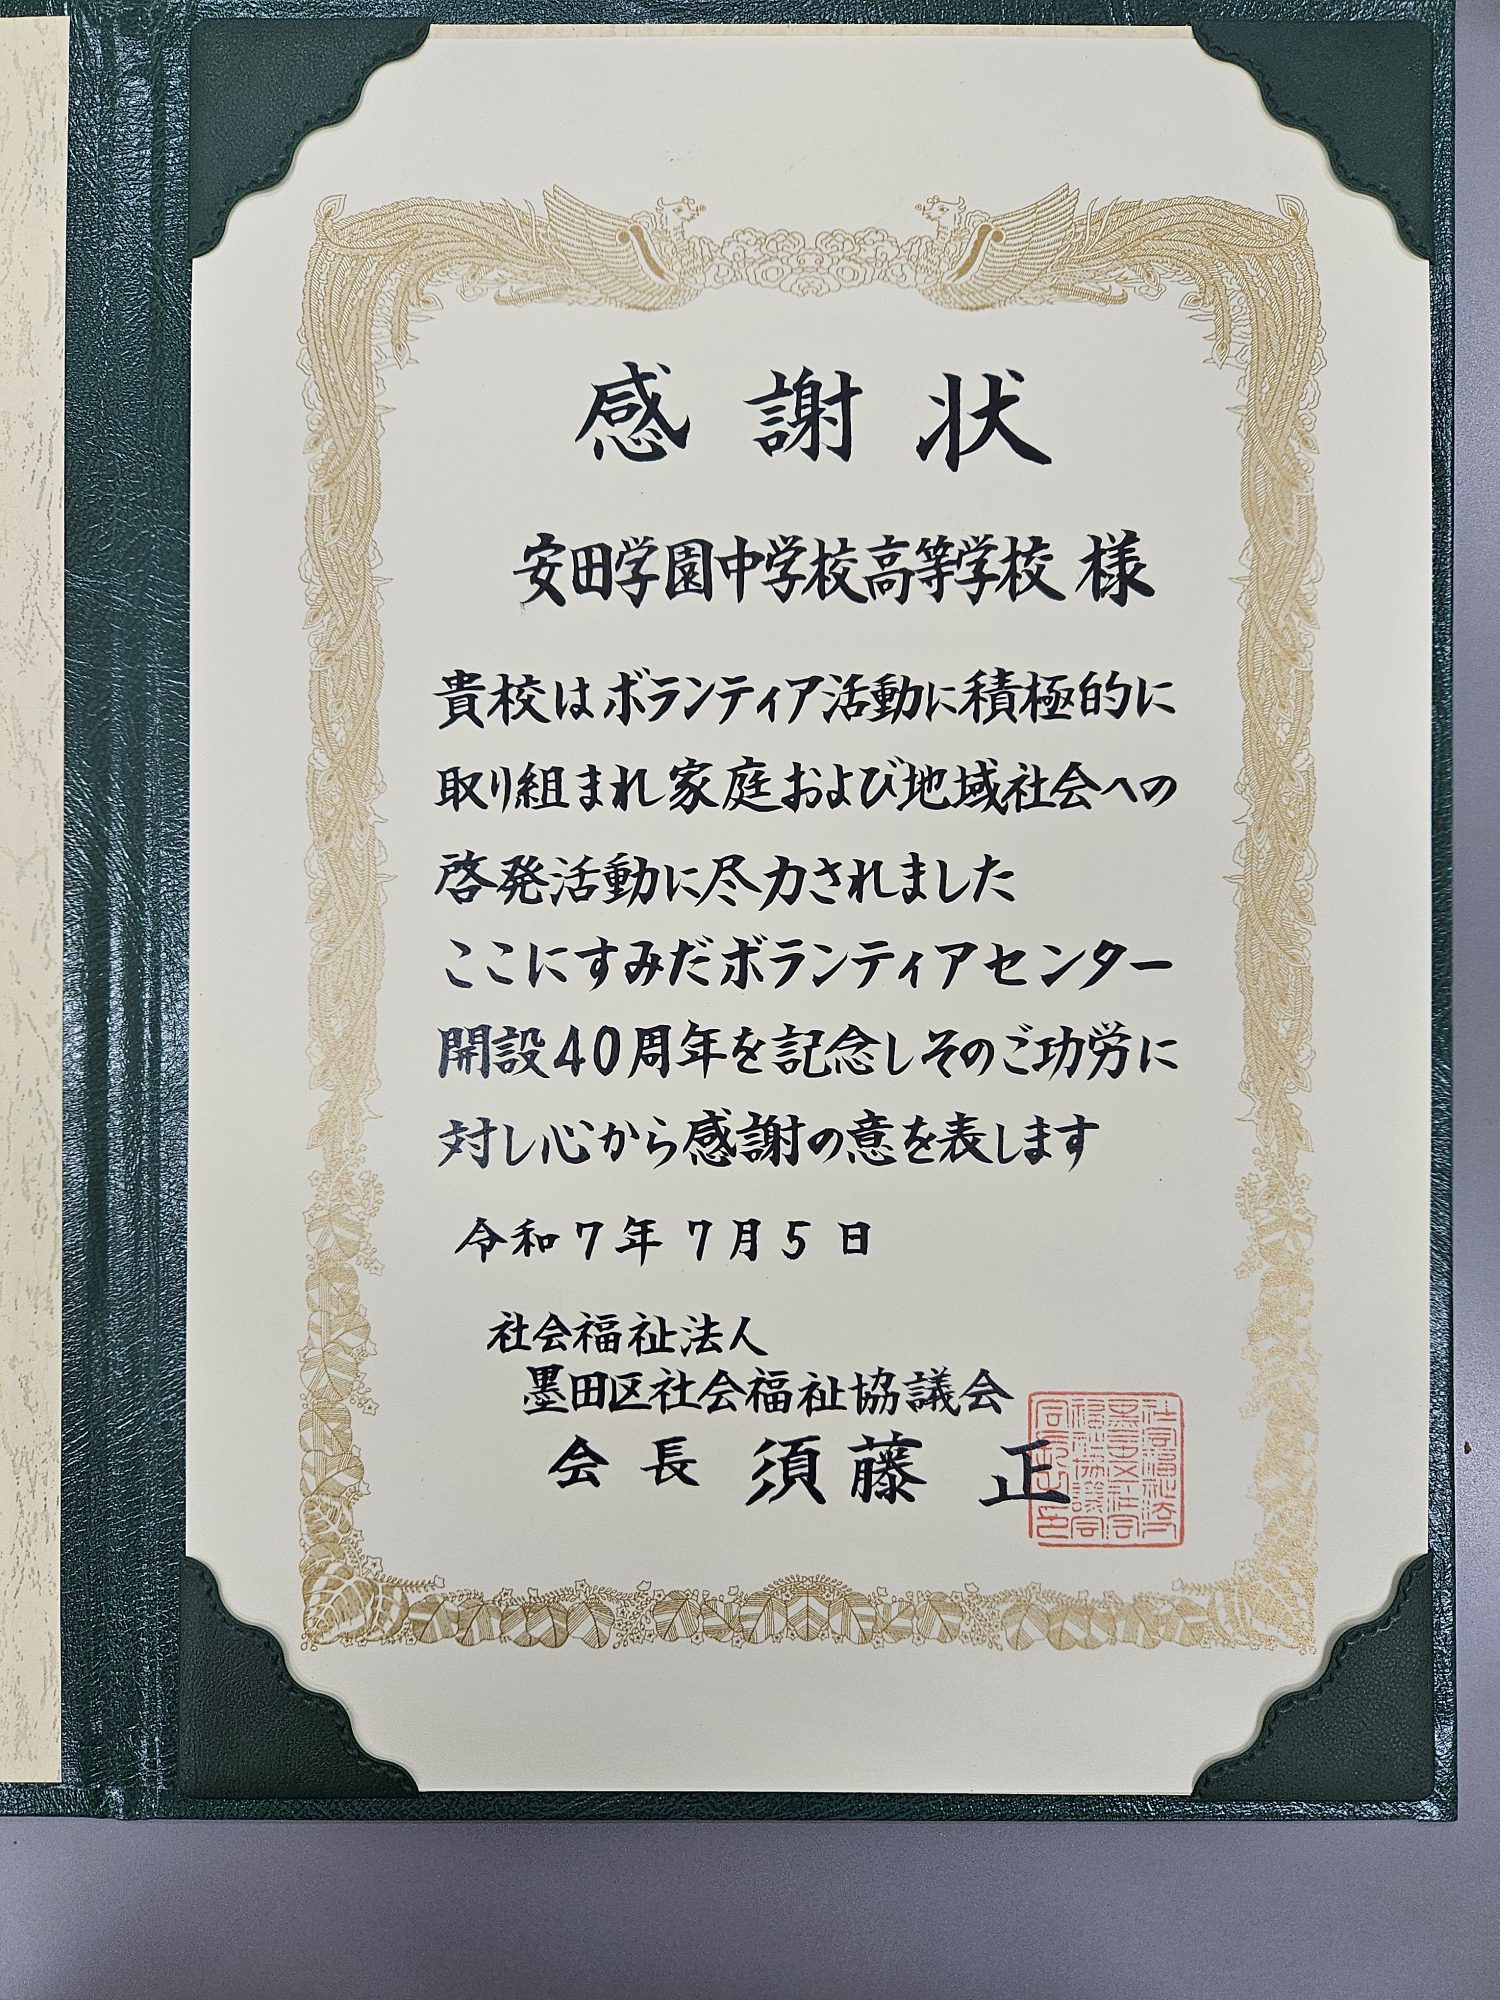 感謝状
安田学園中学校高等学校 様
貴校はボランティア活動に積極的に
取り組まれ家庭および地域社会への
啓発活動に尽力されました
ここにすみだボランティアセンター
開設40周年を記念しそのご功労に
対し心から感謝の意を表します
令和7年7月5日
社会福祉法人
墨田区社会福祉協議会
会長 須藤 正